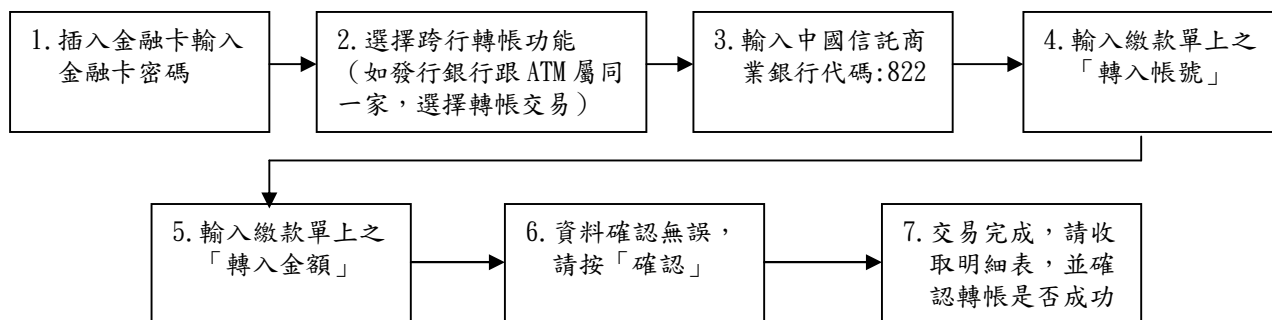 1.插入金融卡輸入
金融卡密碼
2.選擇跨行轉帳功能
（如發行銀行跟 ATM 屬同
一家，選擇轉帳交易）
3.輸入中國信託商
業銀行代碼:822
4.輸入繳款單上之
「轉入帳號」
5.輸入繳款單上之
「轉入金額」
6.資料確認無誤，
請按「確認」
7.交易完成，請收
取明細表，並確
認轉帳是否成功